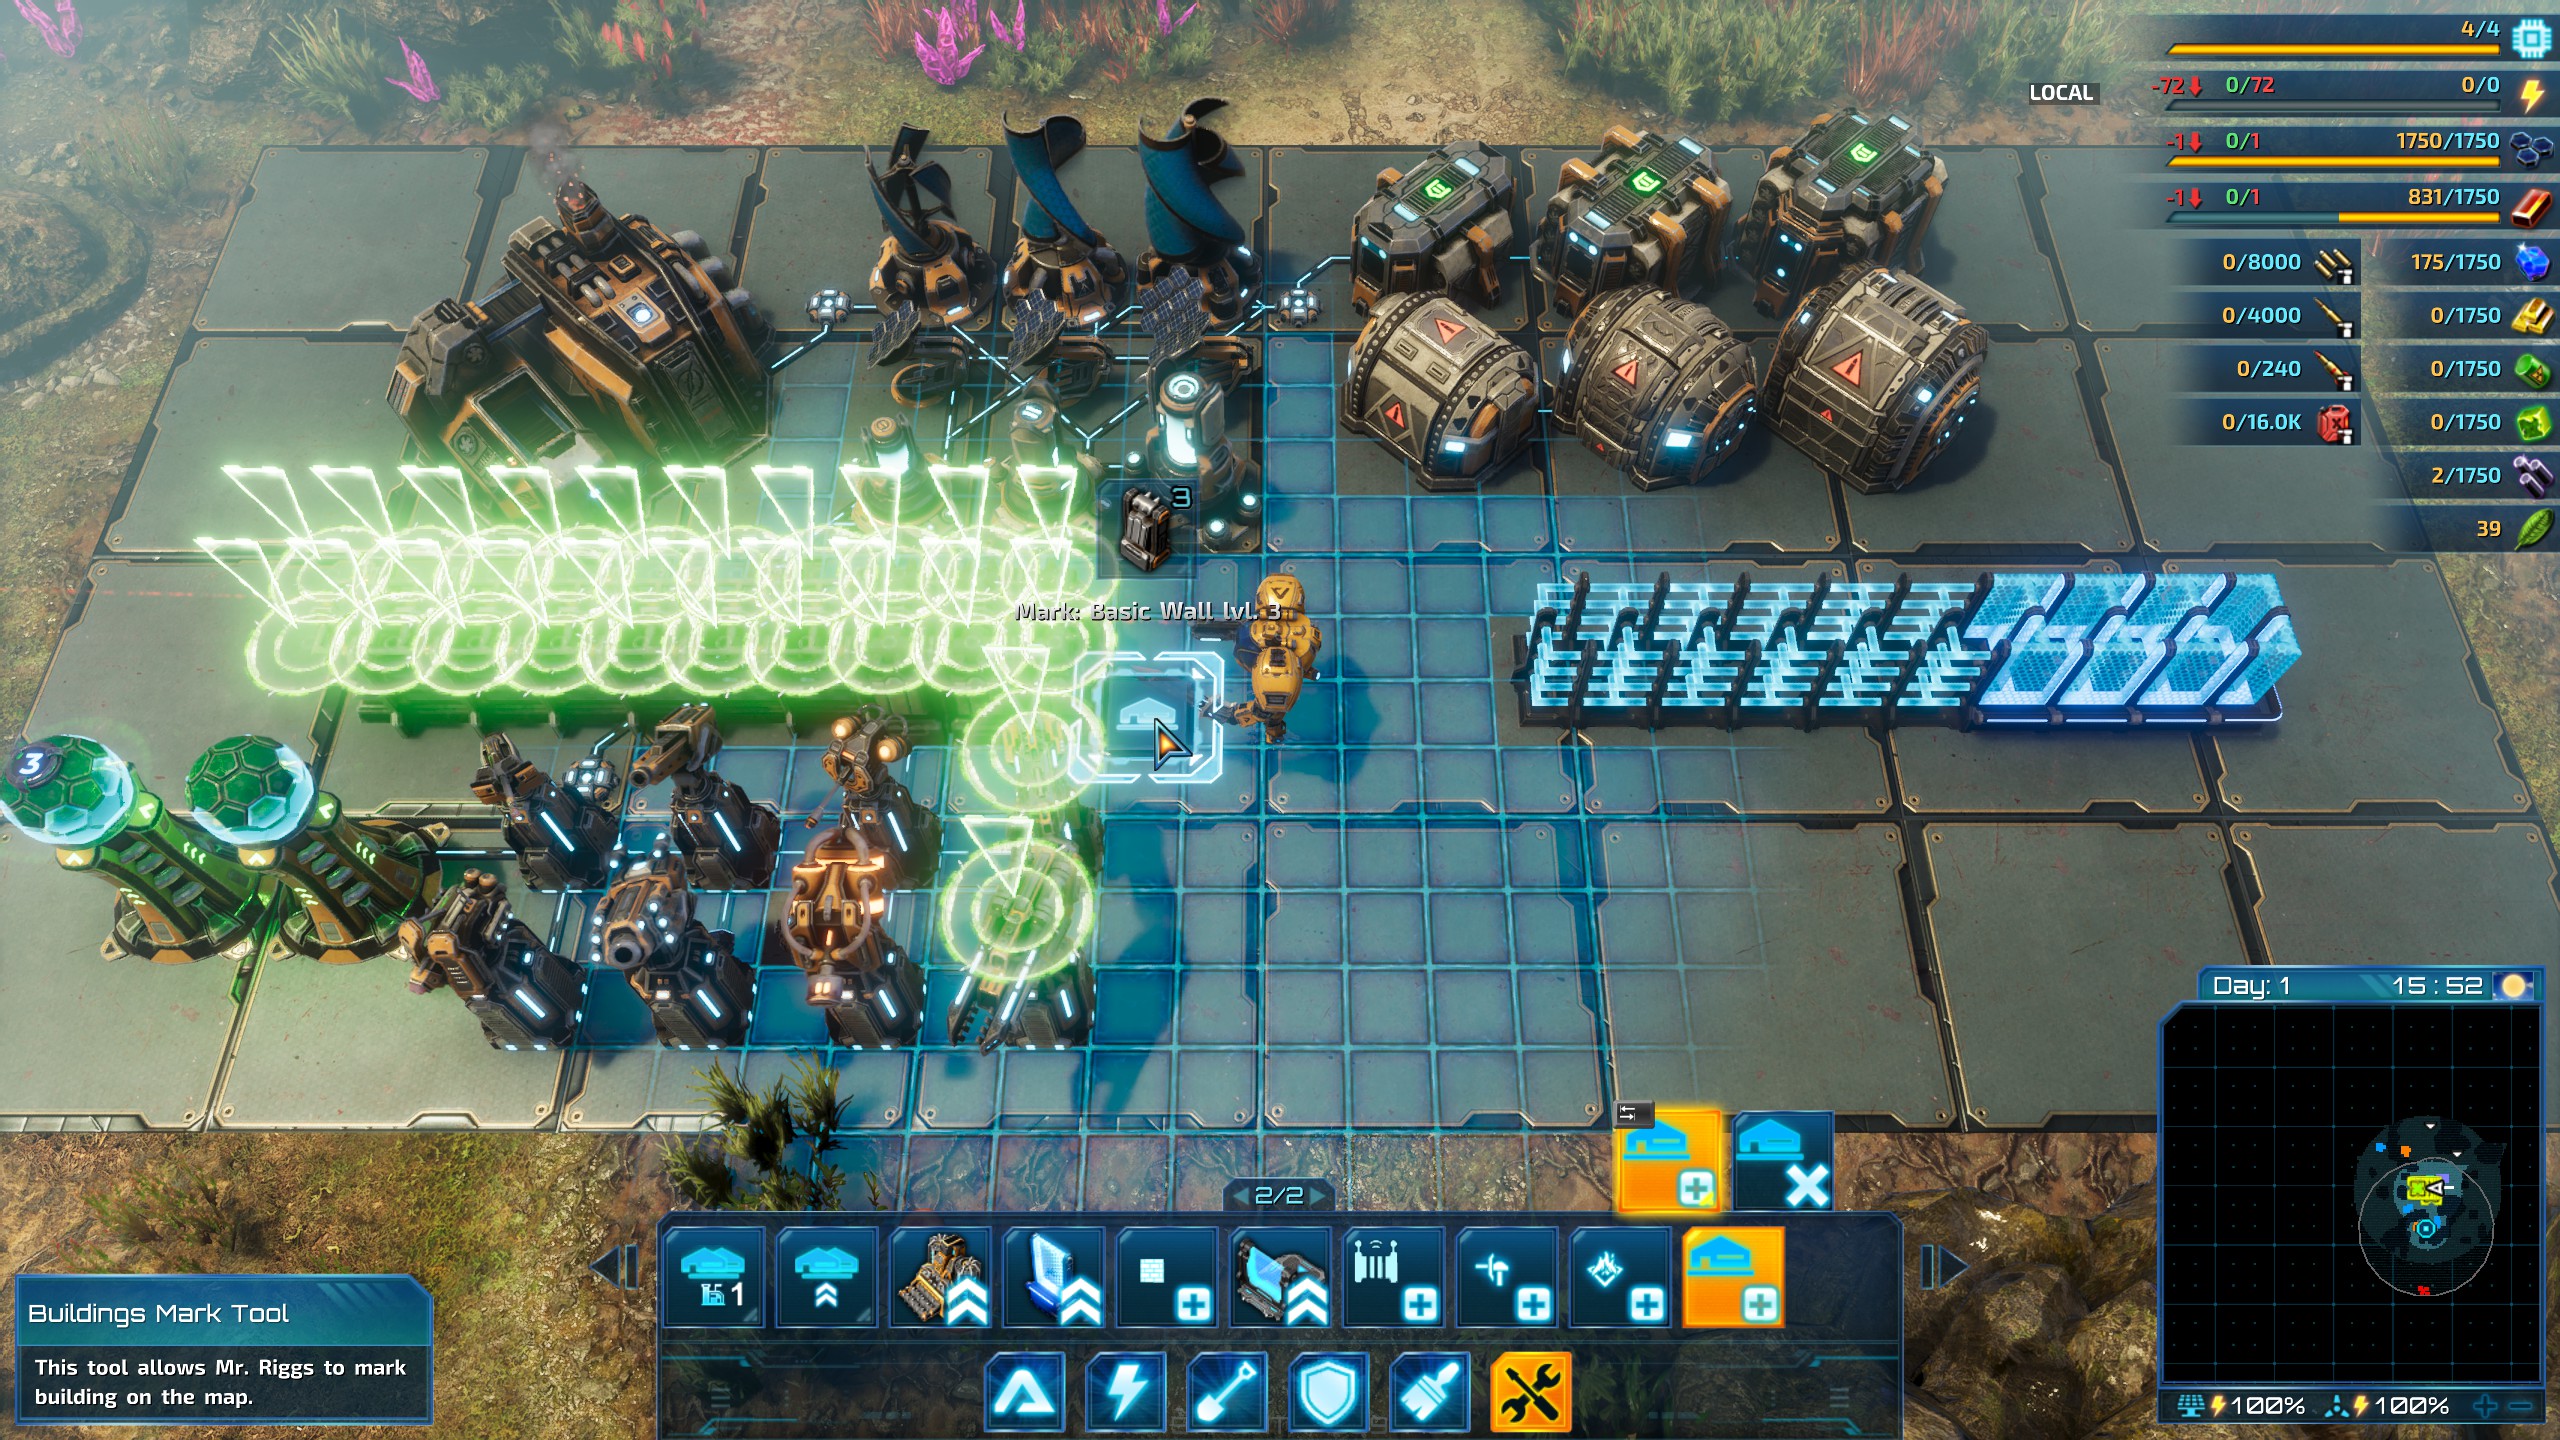 4/4
LOCAL
-72 0/72 0/0
-1 0/1 1750/1750
-1 0/1 831/1750
0/8000 175/1750
0/4000 0/1750
0/240 0/1750
0/16.0K 0/1750
2/1750
39
3
Mark: Basic Wall lvl. 3
3
Day: 1 15:52
2/2
1
Buildings Mark Tool
This tool allows Mr. Riggs to mark
building on the map.
100% 100%